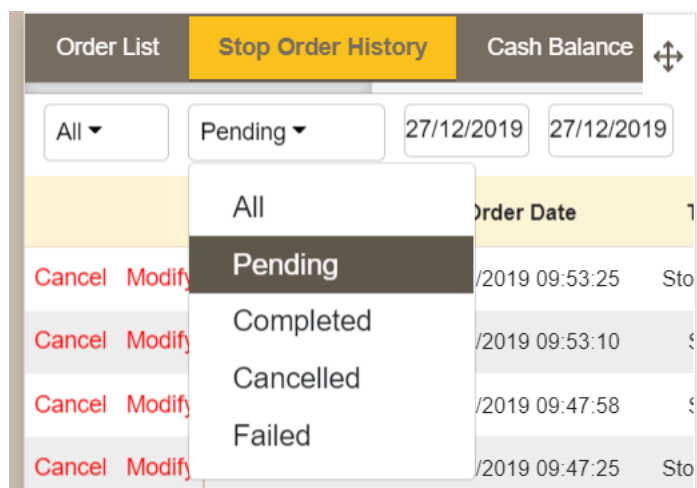 Order List Stop Order History Cash Balance
All Pending 27/12/2019 27/12/2019
All
Order Date
Pending
Cancel Modify /2019 09:53:25 Sto
Completed
Cancel Modify /2019 09:53:10
Cancelled
Cancel Modify /2019 09:47:58
Failed
Cancel Modify /2019 09:47:25 Sto